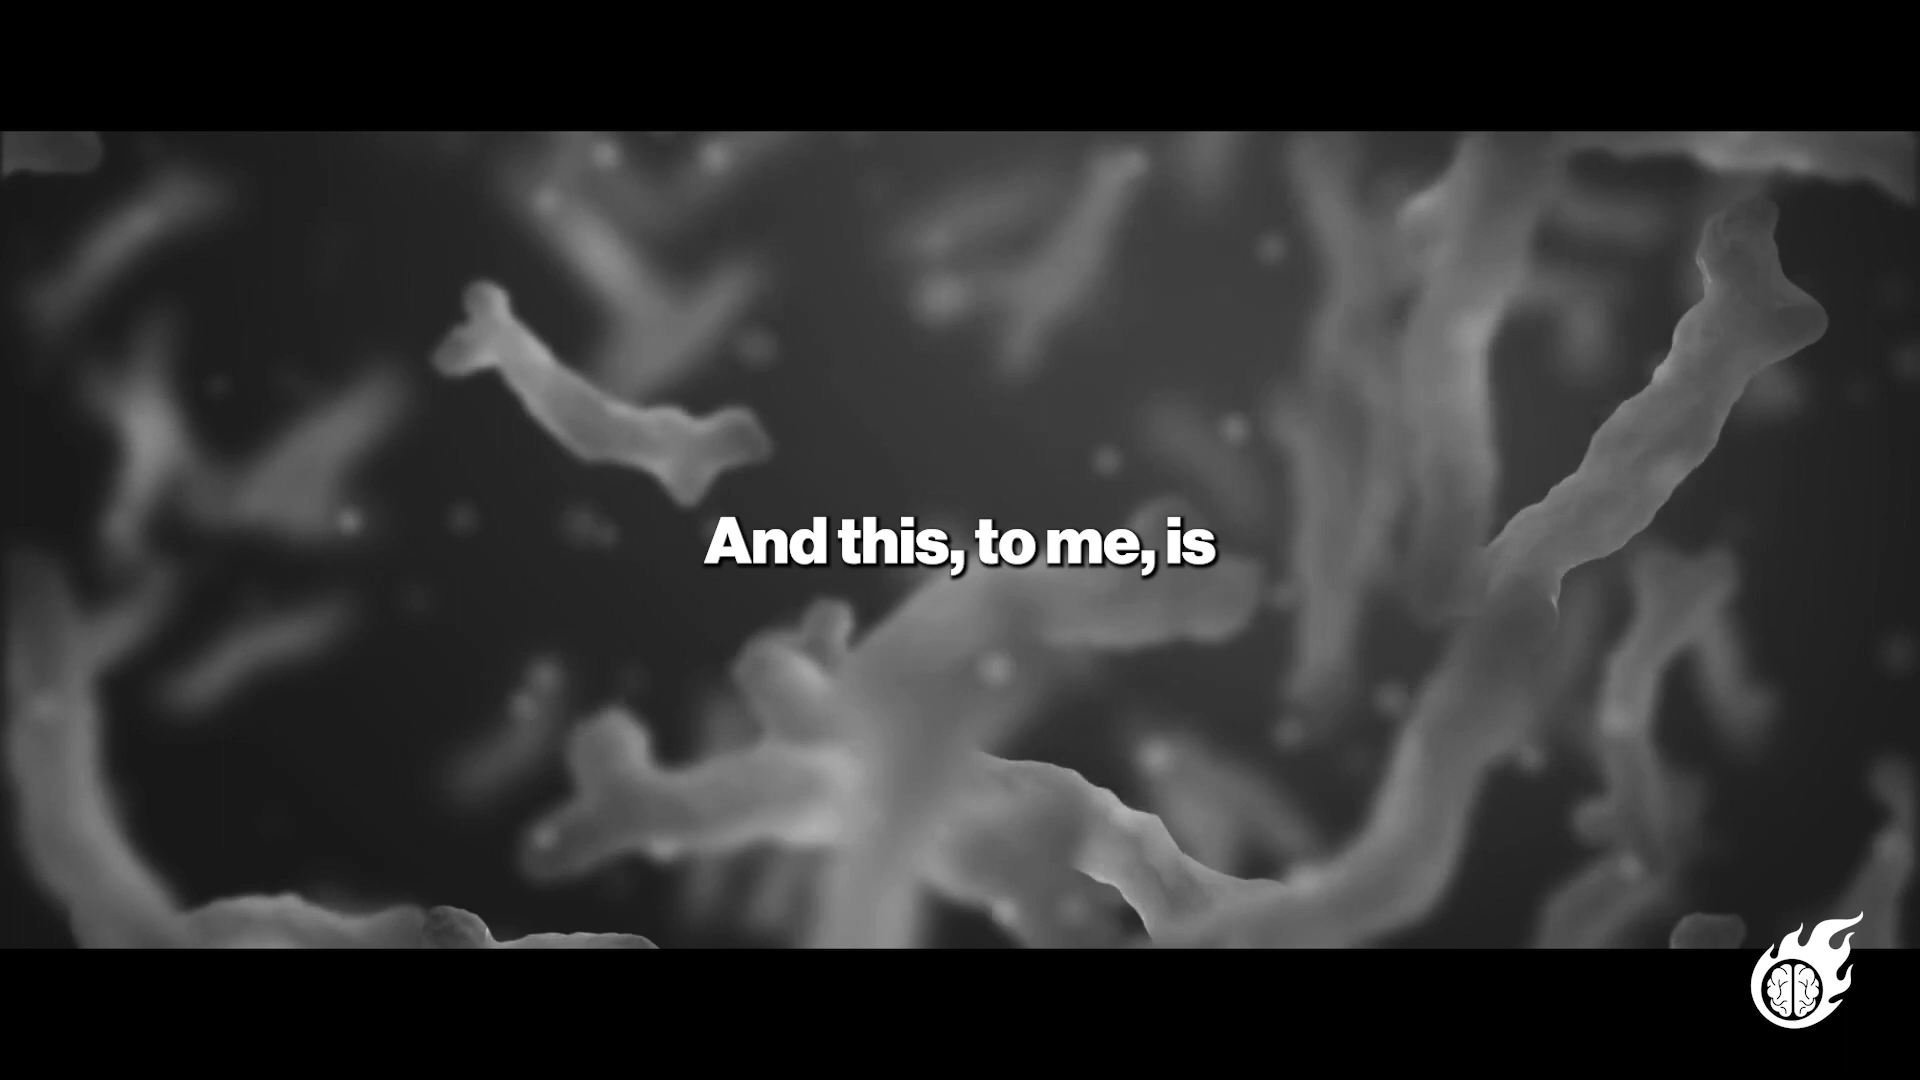 And this, to me, is